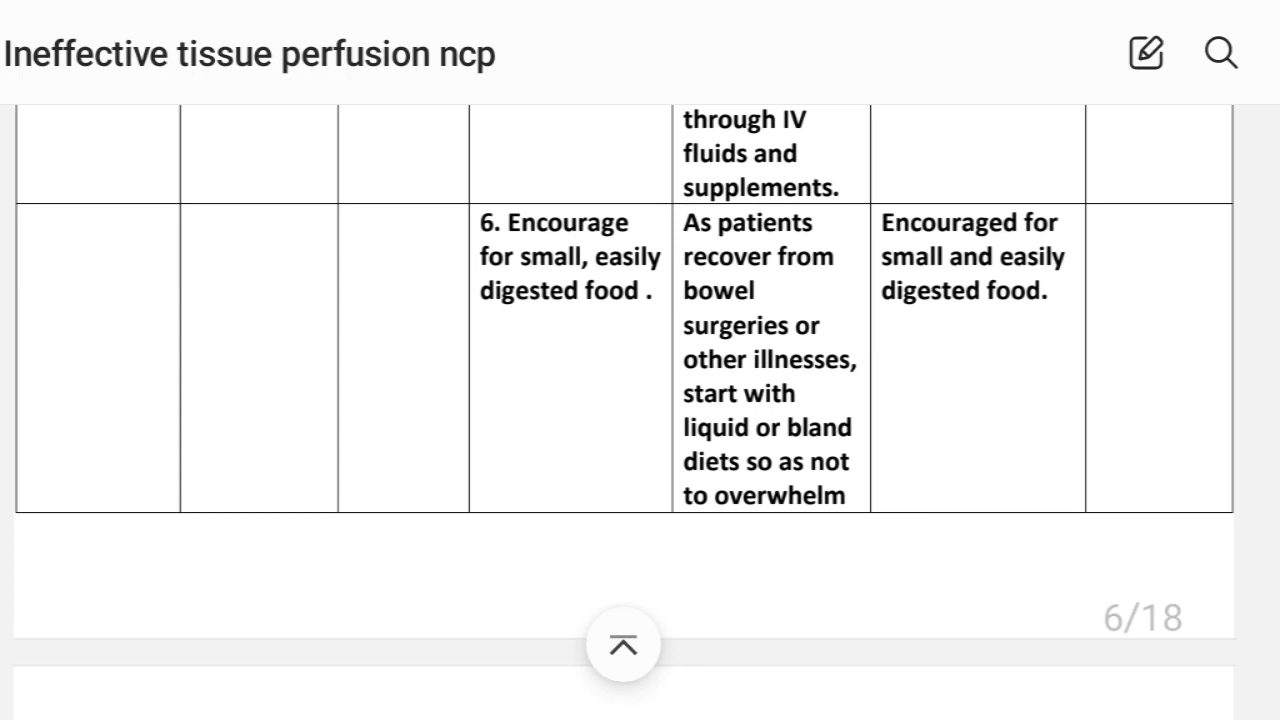 Ineffective tissue perfusion ncp
through IV
fluids and
supplements.
6. Encourage
for small, easily
digested food .
As patients
recover from
bowel
surgeries or
other illnesses,
start with
liquid or bland
diets so as not
to overwhelm
Encouraged for
small and easily
digested food.
6/18